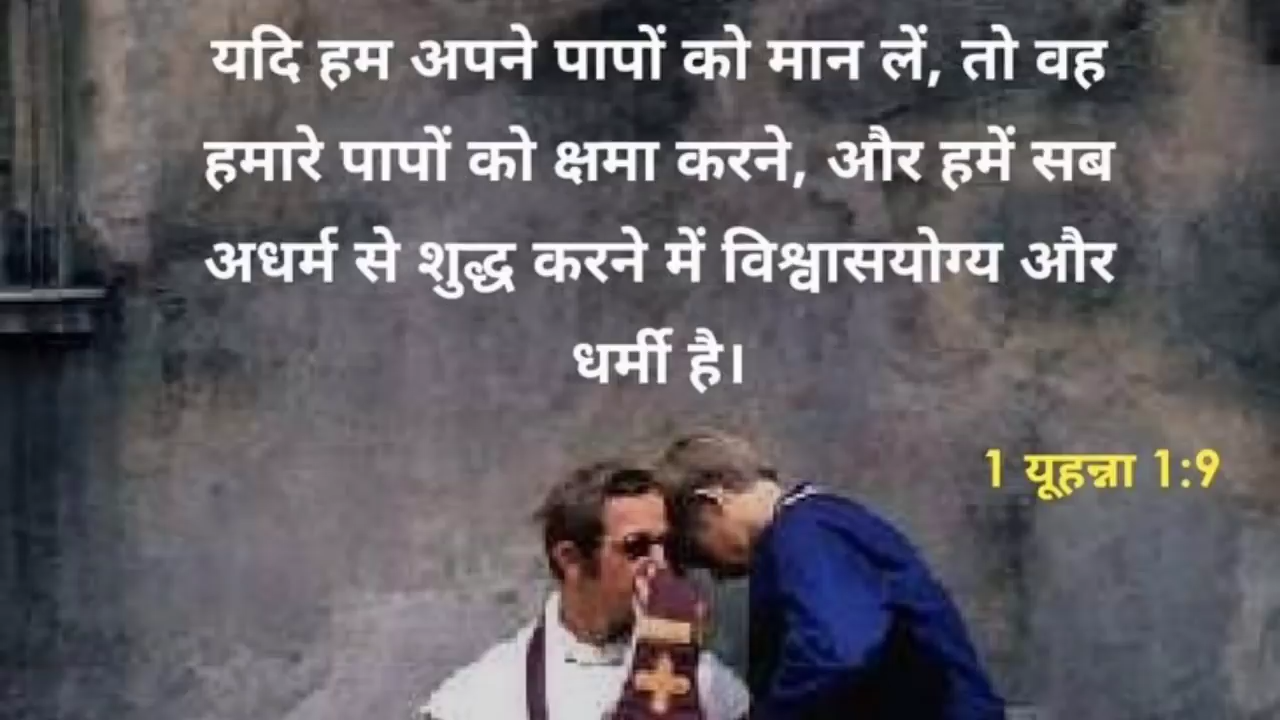 यदि हम अपने पापों को मान लें, तो वह
हमारे पापों को क्षमा करने, और हमें सब
अधर्म से शुद्ध करने में विश्वासयोग्य और
धर्मी है।
1 यूहन्ना 1:9